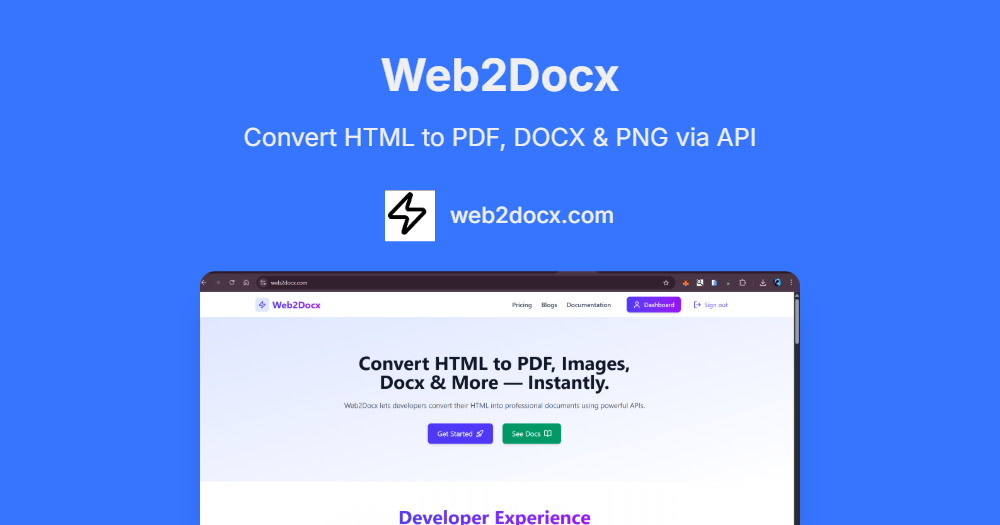 Web2Docx
Convert HTML to PDF, DOCX & PNG via API
web2docx.com
web2docx.com
Web2Docx
Pricing
Blogs
Documentation
Dashboard
Sign out
Convert HTML to PDF, Images,
Docx & More — Instantly.
Web2Docx lets developers convert their HTML into professional documents using powerful APIs.
Get Started
See Docs
Developer Experience